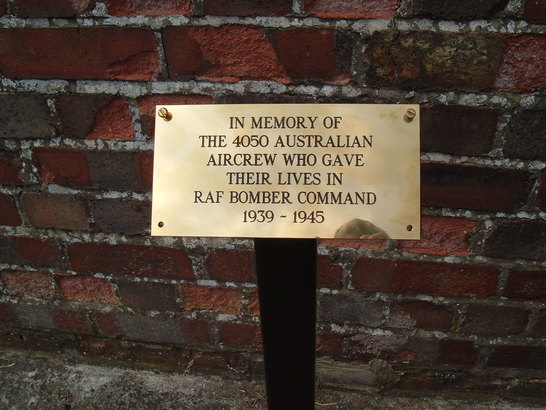 IN MEMORY OF
THE 4050 AUSTRALIAN
AIRCREW WHO GAVE
THEIR LIVES IN
RAF BOMBER COMMAND
1939 ~ 1945